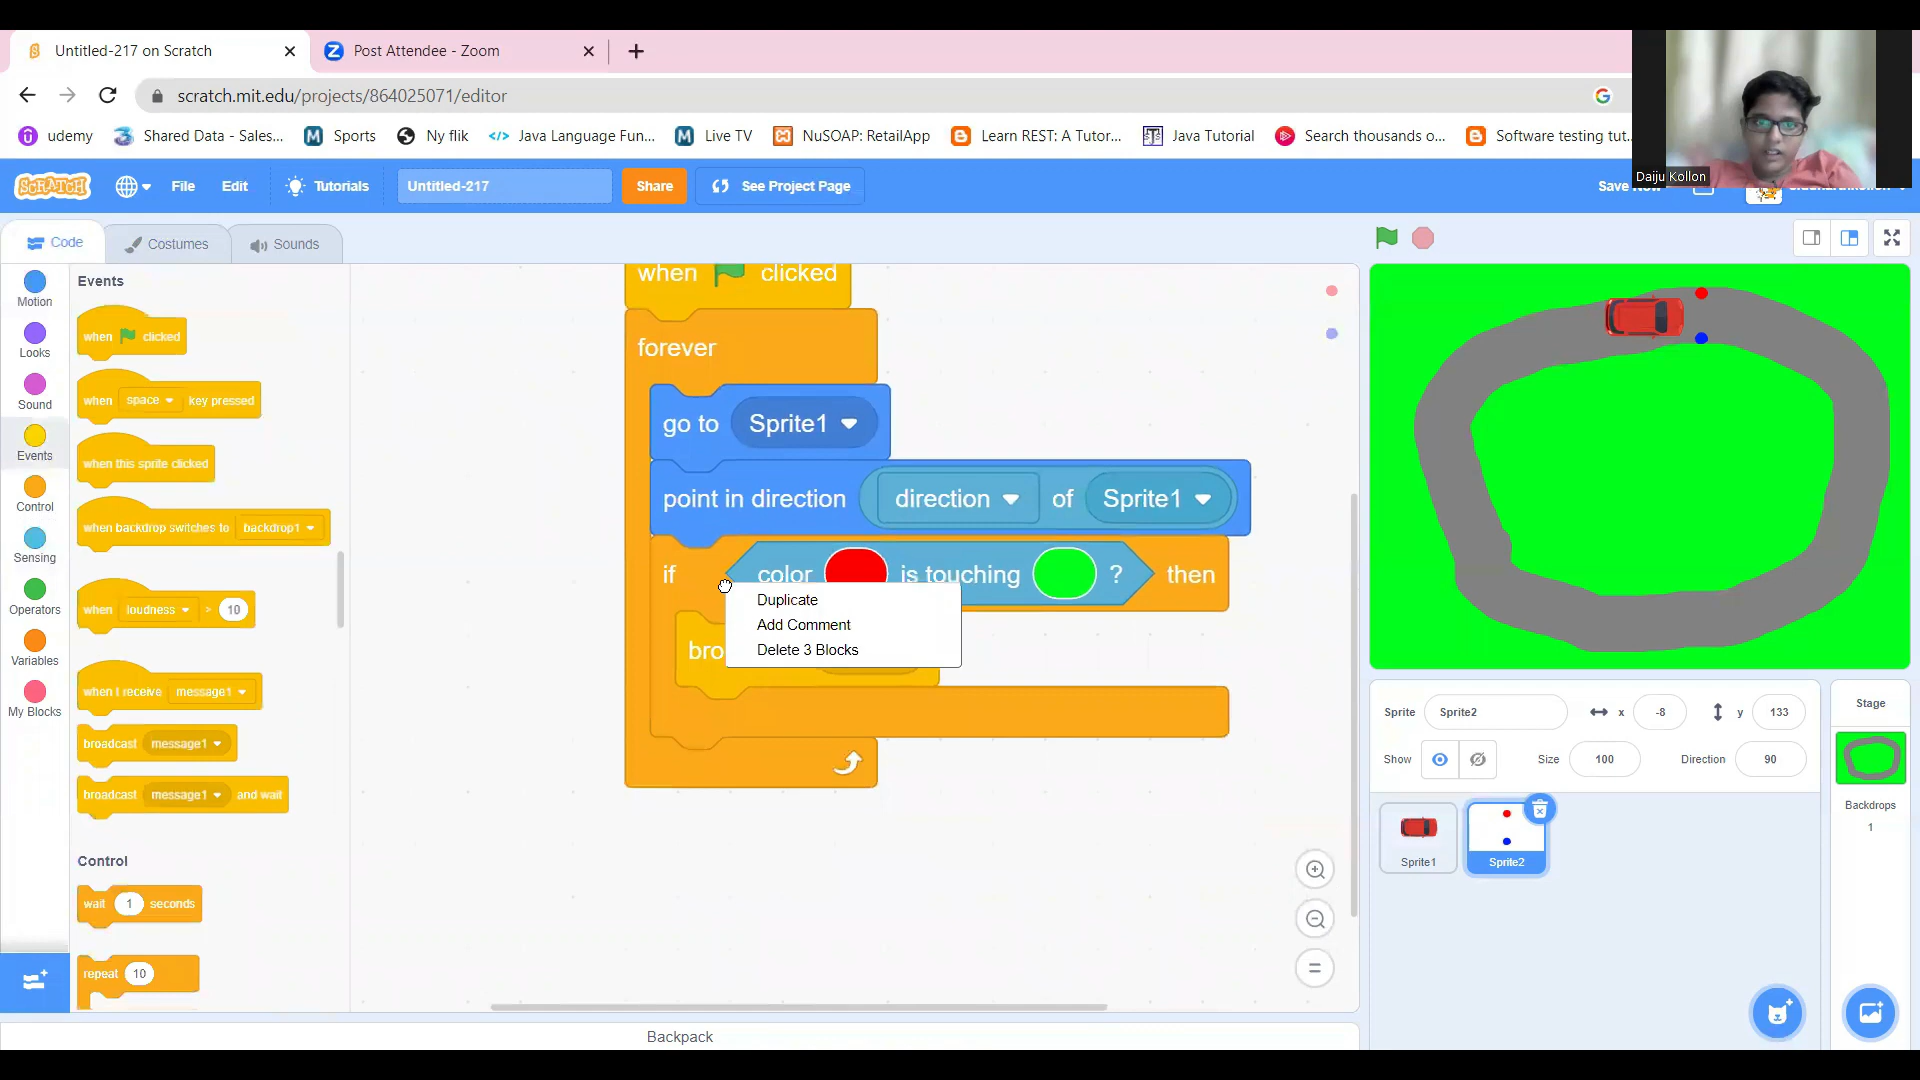 Untitled-217 on Scratch
Post Attendee - Zoom
scratch.mit.edu/projects/864025071/editor
udemy
Shared Data - Sales...
Sports
Ny flik
Java Language Fun...
Live TV
NuSOAP: RetailApp
Learn REST: A Tutor...
Java Tutorial
Search thousands o...
Software testing tut...
Daiju Kollon
SCRATCH
File
Edit
Tutorials
Untitled-217
Share
See Project Page
Code
Costumes
Sounds
Motion
Looks
Sound
Events
Control
Sensing
Operators
Variables
My Blocks
Events
when clicked
when space key pressed
when this sprite clicked
when backdrop switches to backdrop1
when loudness > 10
when I receive message1
broadcast message1
broadcast message1 and wait
Control
wait 1 seconds
repeat 10
when clicked
forever
go to Sprite1
point in direction direction of Sprite1
if color is touching ? then
bro
Duplicate
Add Comment
Delete 3 Blocks
Sprite Sprite2 x -8 y 133
Show Size 100 Direction 90
Sprite1
Sprite2
Stage
Backdrops
1
Backpack